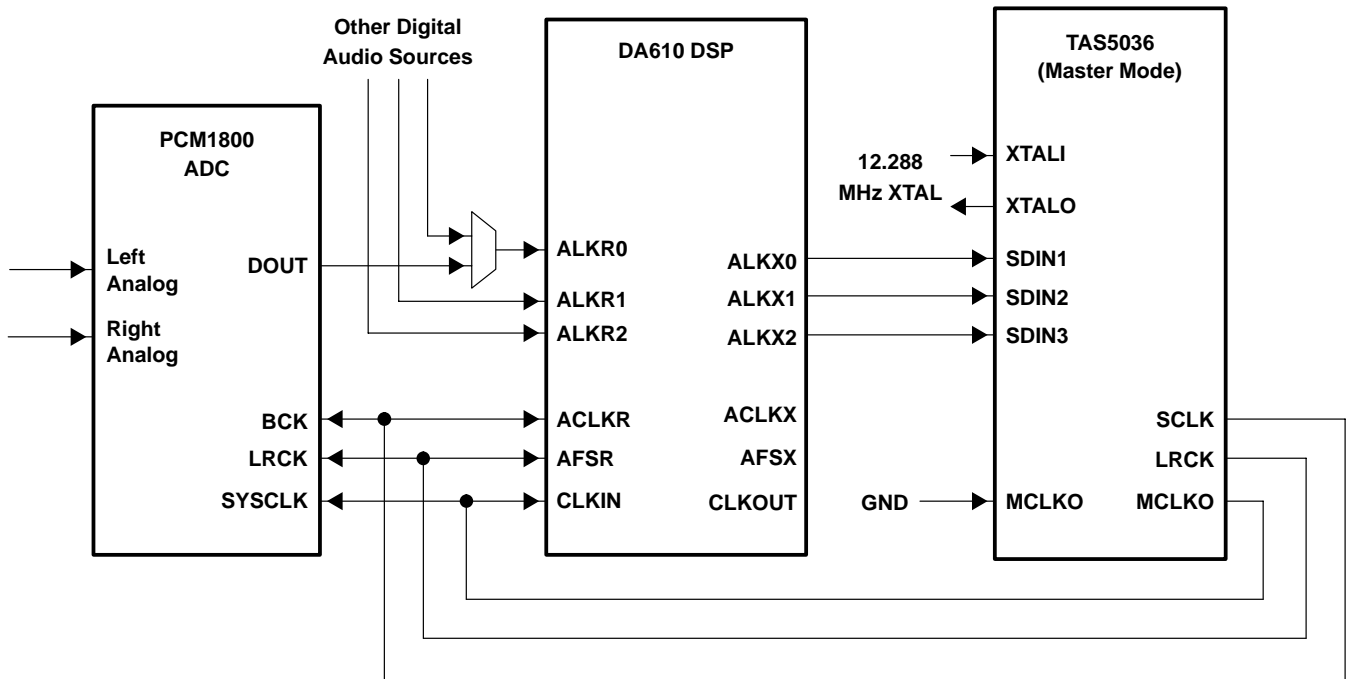 Other Digital
Audio Sources
PCM1800
ADC
Left
Analog
Right
Analog
DOUT
BCK
LRCK
SYSCLK
DA610 DSP
ALKR0
ALKR1
ALKR2
ACLKR
AFSR
CLKIN
ALKX0
ALKX1
ALKX2
ACLKX
AFSX
CLKOUT
12.288
MHz XTAL
GND
TAS5036
(Master Mode)
XTALI
XTALO
SDIN1
SDIN2
SDIN3
MCLKO
SCLK
LRCK
MCLKO